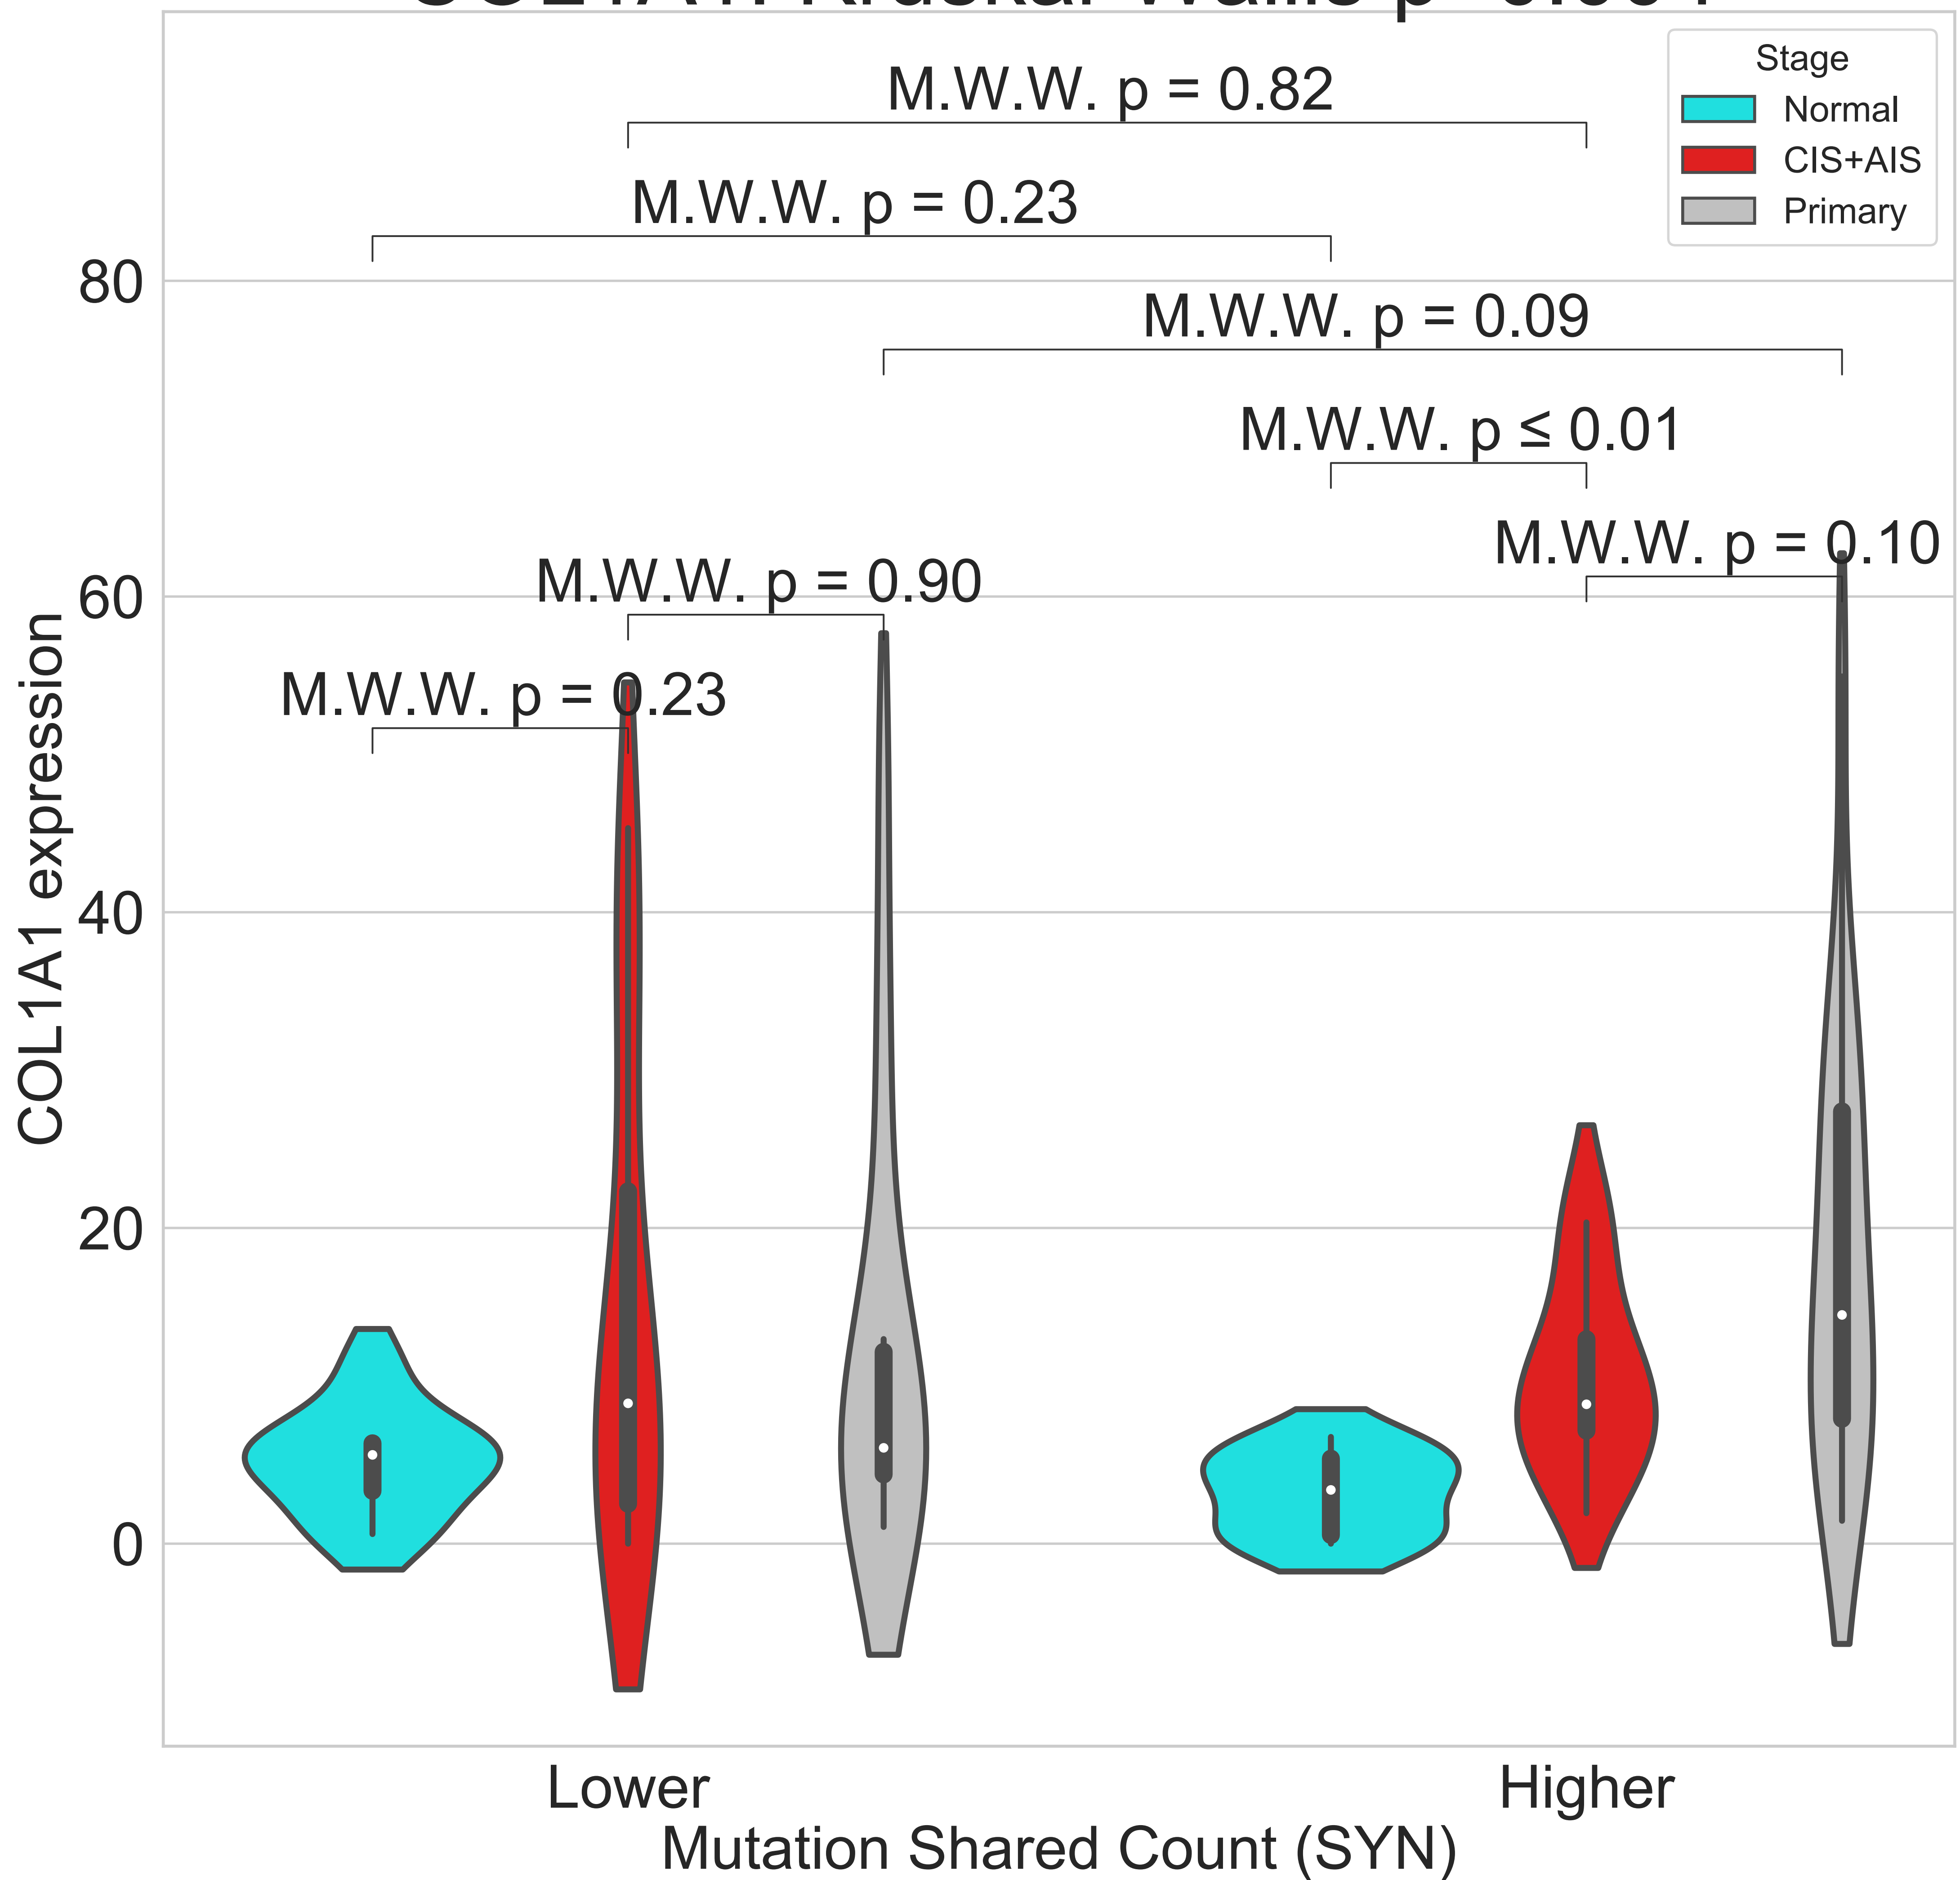 Stage
Normal
CIS+AIS
Primary
M.W.W. p = 0.82
M.W.W. p = 0.23
M.W.W. p = 0.09
M.W.W. p ≤ 0.01
M.W.W. p = 0.10
M.W.W. p = 0.90
M.W.W. p = 0.23
80
60
40
20
0
COL1A1 expression
Lower
Higher
Mutation Shared Count (SYN)